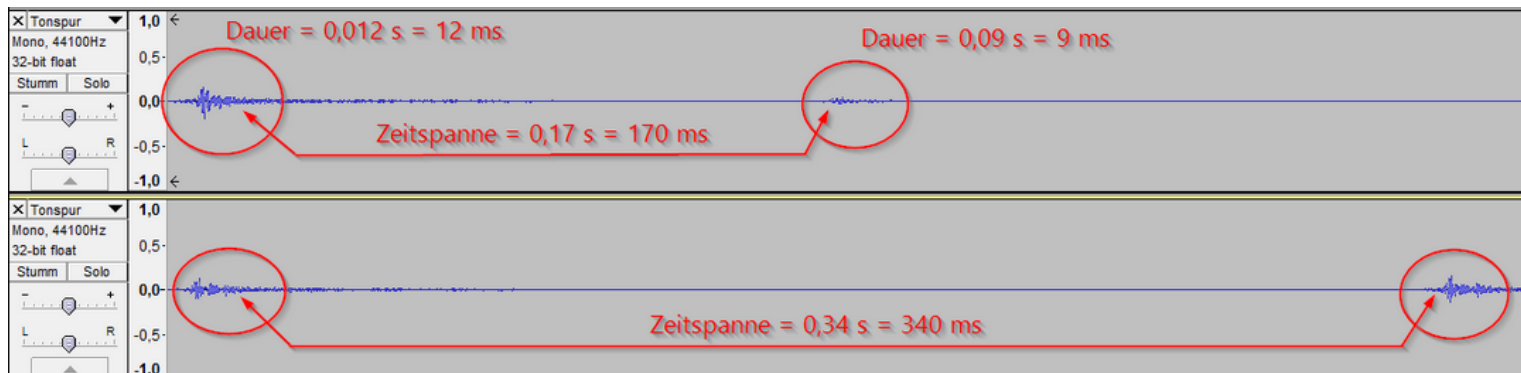 Tonspur
Mono, 44100Hz
32-bit float
Stumm Solo
- +
L R
1,0
0,5-
0,0-
-0,5-
-1,0
Dauer = 0,012 s = 12 ms
Dauer = 0,09 s = 9 ms
Zeitspanne = 0,17 s = 170 ms
Tonspur
Mono, 44100Hz
32-bit float
Stumm Solo
- +
L R
1,0
0,5-
0,0-
-0,5-
-1,0
Zeitspanne = 0,34 s = 340 ms